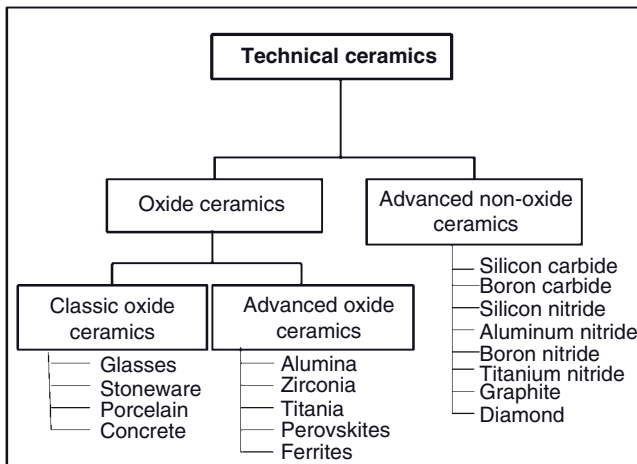 Technical ceramics
Oxide ceramics
Advanced non-oxide
ceramics
Classic oxide
ceramics
Glasses
Stoneware
Porcelain
Concrete
Advanced oxide
ceramics
Alumina
Zirconia
Titania
Perovskites
Ferrites
Silicon carbide
Boron carbide
Silicon nitride
Aluminum nitride
Boron nitride
Titanium nitride
Graphite
Diamond